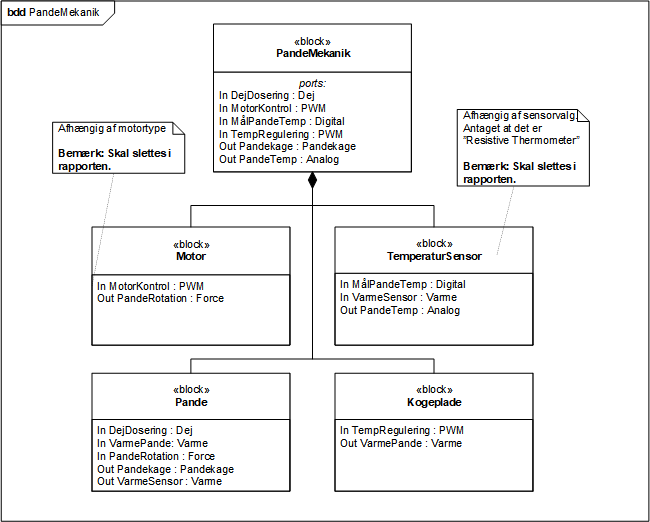 bdd PandeMekanik
«block»
PandeMekanik
ports:
In DejDosering : Dej
In MotorKontrol : PWM
In MålPandeTemp : Digital
In TempRegulering : PWM
Out Pandekage : Pandekage
Out PandeTemp : Analog
Afhængig af motortype
Bemærk: Skal slettes i
rapporten.
Afhængig af sensorvalg.
Antaget at det er
"Resistive Thermometer"
Bemærk: Skal slettes i
rapporten.
«block»
Motor
In MotorKontrol : PWM
Out PandeRotation : Force
«block»
TemperaturSensor
In MålPandeTemp : Digital
In VarmeSensor : Varme
Out PandeTemp : Analog
«block»
Pande
In DejDosering : Dej
In VarmePande: Varme
In PandeRotation : Force
Out Pandekage : Pandekage
Out VarmeSensor : Varme
«block»
Kogeplade
In TempRegulering : PWM
Out VarmePande : Varme